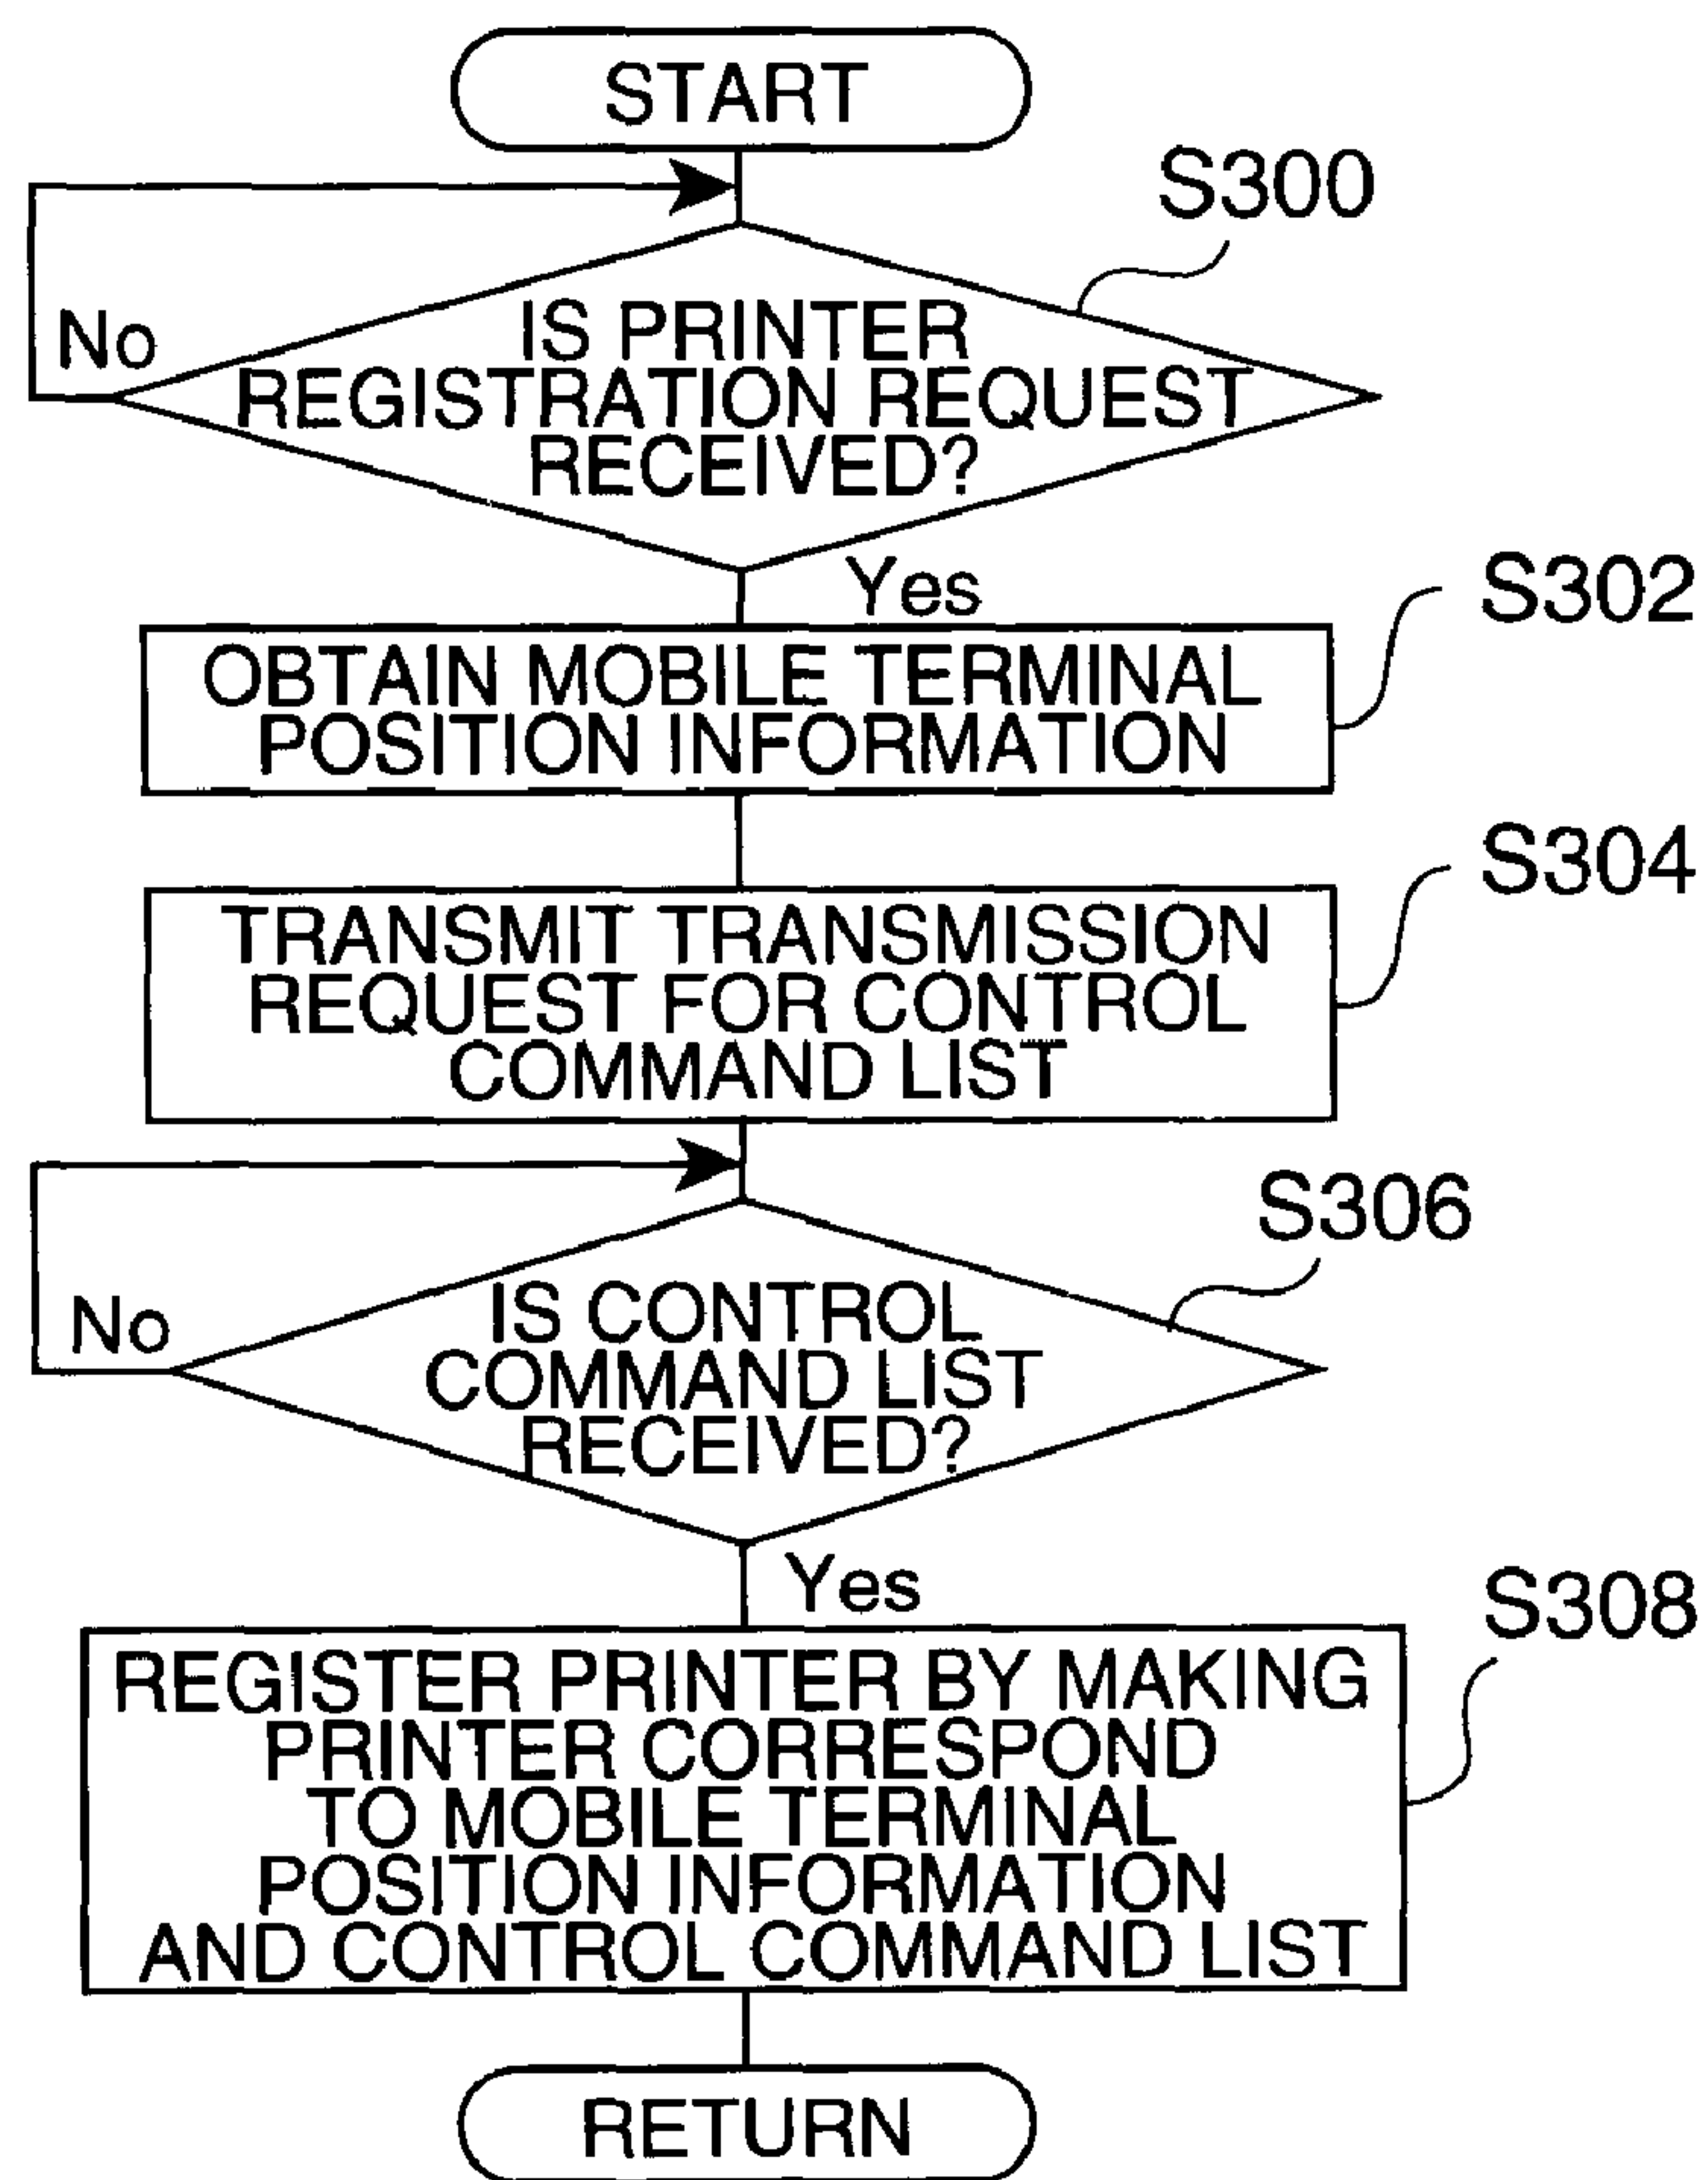 START
S300
IS PRINTER
REGISTRATION REQUEST
RECEIVED?
No
Yes
S302
OBTAIN MOBILE TERMINAL
POSITION INFORMATION
S304
TRANSMIT TRANSMISSION
REQUEST FOR CONTROL
COMMAND LIST
S306
IS CONTROL
COMMAND LIST
RECEIVED?
No
Yes
S308
REGISTER PRINTER BY MAKING
PRINTER CORRESPOND
TO MOBILE TERMINAL
POSITION INFORMATION
AND CONTROL COMMAND LIST
RETURN